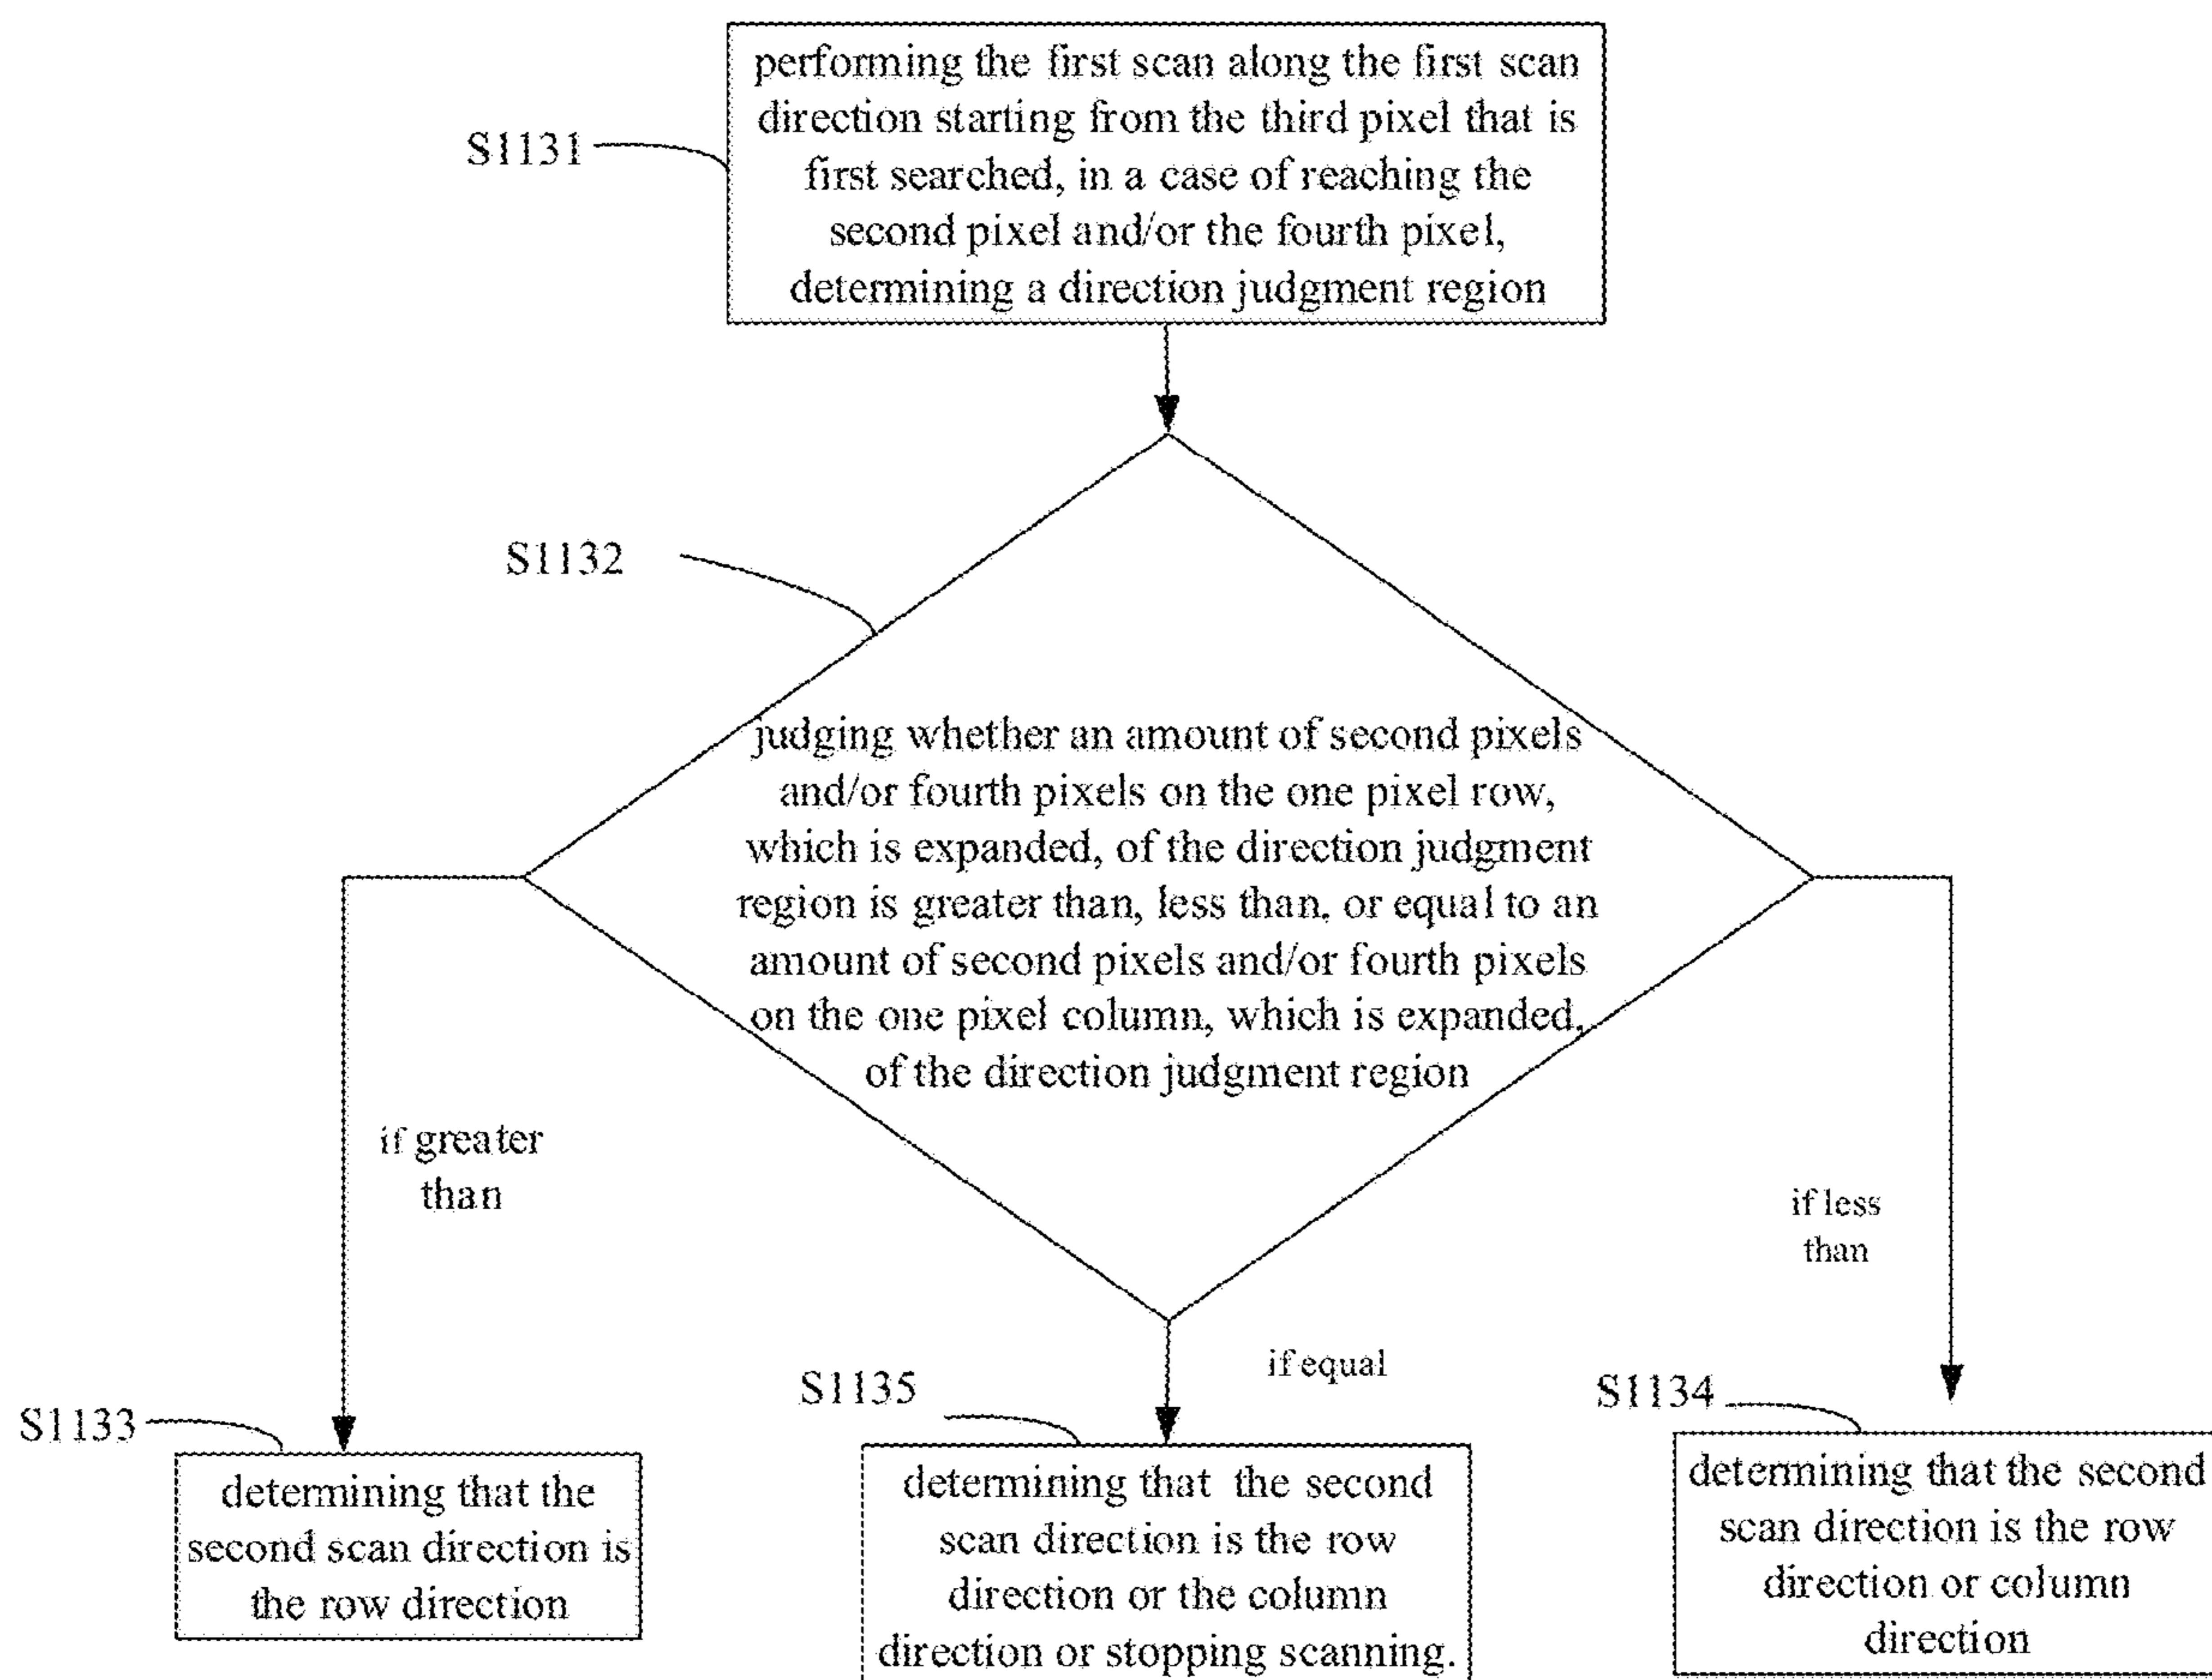 performing the first scan along the first scan
direction starting from the third pixel that is
first searched, in a case of reaching the
second pixel and/or the fourth pixel,
determining a direction judgment region
S1131
S1132
judging whether an amount of second pixels
and/or fourth pixels on the one pixel row,
which is expanded, of the direction judgment
region is greater than, less than, or equal to an
amount of second pixels and/or fourth pixels
on the one pixel column, which is expanded,
of the direction judgment region
if greater
than
if less
than
if equal
S1133
determining that the
second scan direction is
the row direction
S1135
determining that the second
scan direction is the row
direction or the column
direction or stopping scanning.
S1134
determining that the second
scan direction is the row
direction or column
direction